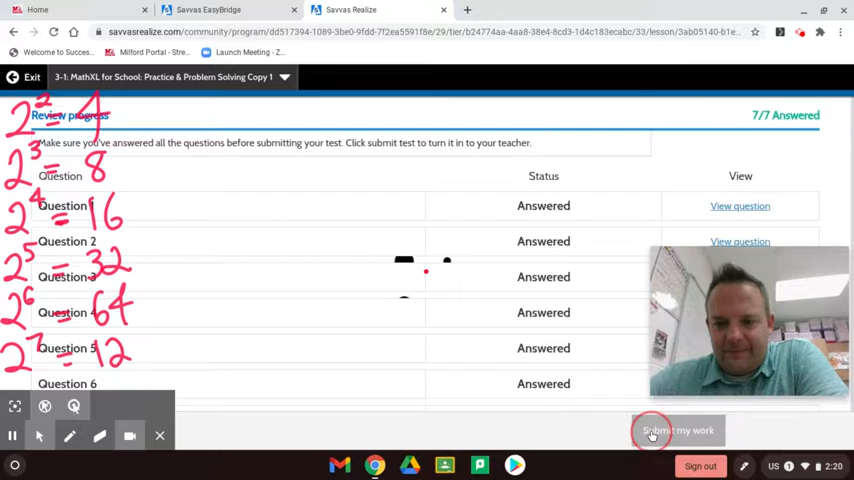 Home
Savvas EasyBridge
Savvas Realize
savvasrealize.com/community/program/dd517394-1089-3be0-9fdf-e2aa5591f8e/29/tier/b24774aa-4aa8-38e4-8cd3-1d4c183ecabc/33/lesson/3ab05140-b1e...
Welcome to Succes...
Milford Portal - Stre...
Launch Meeting - Z...
Exit
3-1: MathXL for School: Practice & Problem Solving Copy 1
Review progress
7/7 Answered
Make sure you've answered all the questions before submitting your test. Click submit test to turn it in to your teacher.
Question Status View
Question 1 Answered View question
Question 2 Answered View question
Question 3 Answered
Question 4 Answered
Question 5 Answered
Question 6 Answered
2² = 4
2³ = 8
2⁴ = 16
2⁵ = 32
2⁶ = 64
2⁷ = 12
Submit my work
Sign out
US 1 2:20